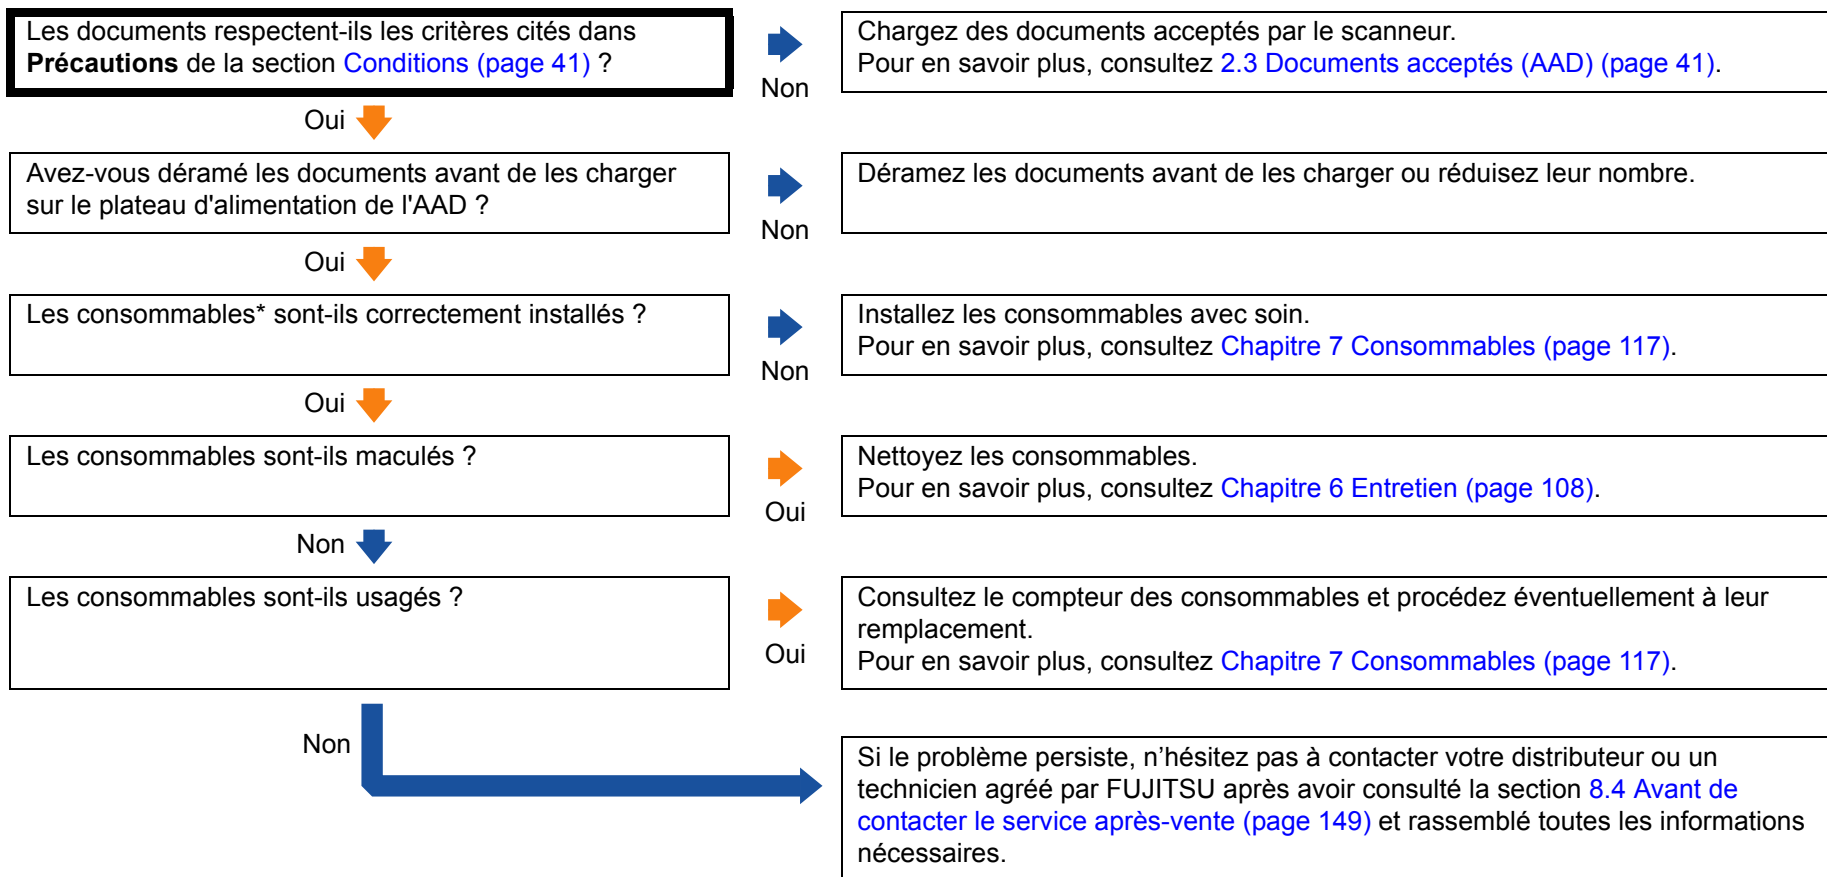 Les documents respectent-ils les critères cités dans
Précautions de la section Conditions (page 41) ?
Non
Chargez des documents acceptés par le scanneur.
Pour en savoir plus, consultez 2.3 Documents acceptés (AAD) (page 41).
Oui
Avez-vous déramé les documents avant de les charger
sur le plateau d'alimentation de l'AAD ?
Non
Déramez les documents avant de les charger ou réduisez leur nombre.
Oui
Les consommables* sont-ils correctement installés ?
Non
Installez les consommables avec soin.
Pour en savoir plus, consultez Chapitre 7 Consommables (page 117).
Oui
Les consommables sont-ils maculés ?
Oui
Nettoyez les consommables.
Pour en savoir plus, consultez Chapitre 6 Entretien (page 108).
Non
Les consommables sont-ils usagés ?
Oui
Consultez le compteur des consommables et procédez éventuellement à leur
remplacement.
Pour en savoir plus, consultez Chapitre 7 Consommables (page 117).
Non
Si le problème persiste, n’hésitez pas à contacter votre distributeur ou un
technicien agréé par FUJITSU après avoir consulté la section 8.4 Avant de
contacter le service après-vente (page 149) et rassemblé toutes les informations
nécessaires.